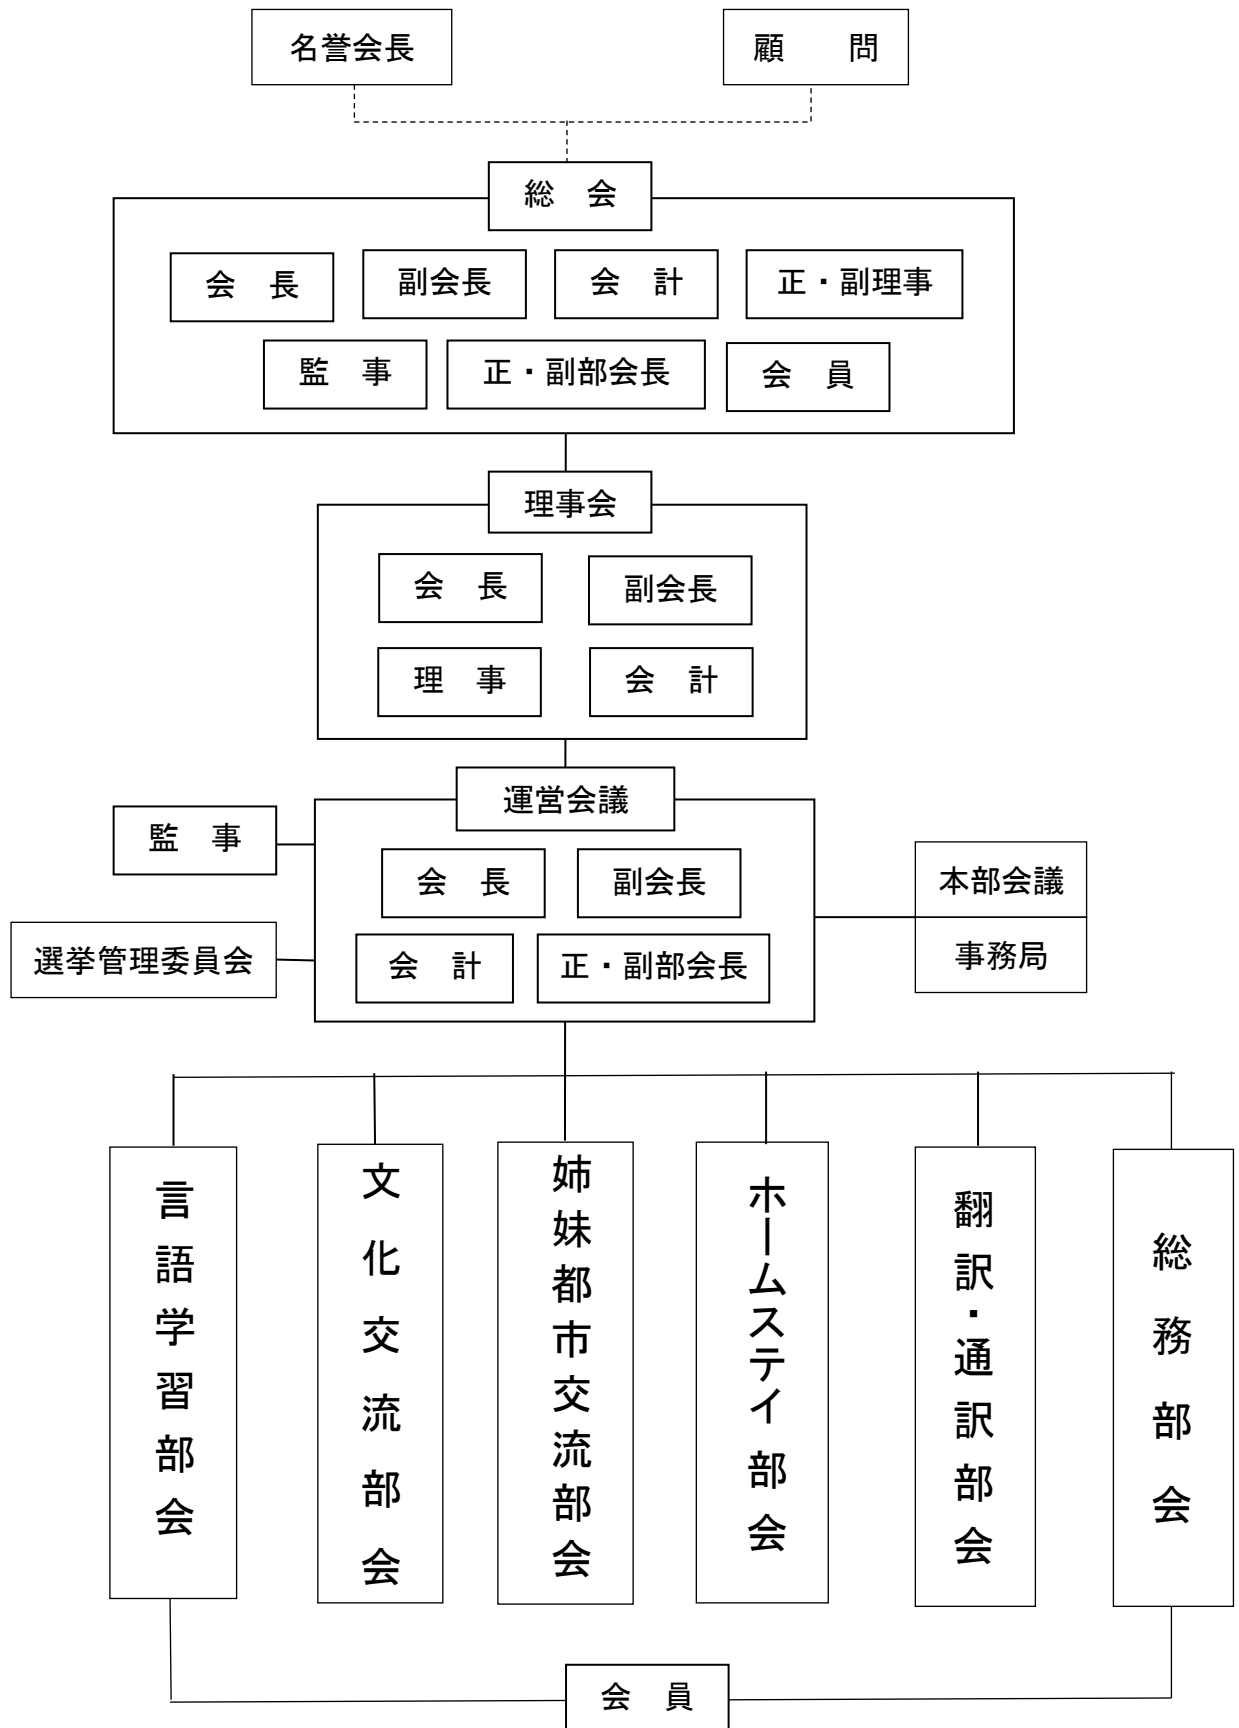 名誉会長
顧　　問
総　会
会　長
副会長
会　計
正・副理事
監　事
正・副部会長
会　員
理事会
会　長
副会長
理　事
会　計
運営会議
監　事
会　長
副会長
本部会議
選挙管理委員会
会　計
正・副部会長
事務局
言語学習部会
文化交流部会
姉妹都市交流部会
ホームステイ部会
翻訳・通訳部会
総務部会
会　員